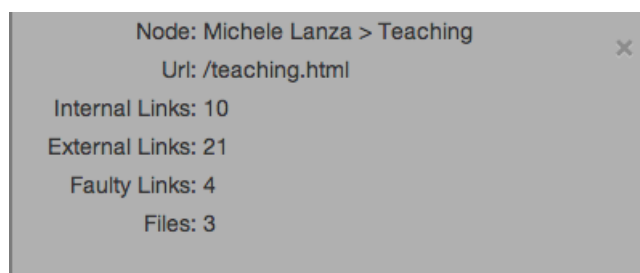 Node: Michele Lanza > Teaching
Url: /teaching.html
Internal Links: 10
External Links: 21
Faulty Links: 4
Files: 3